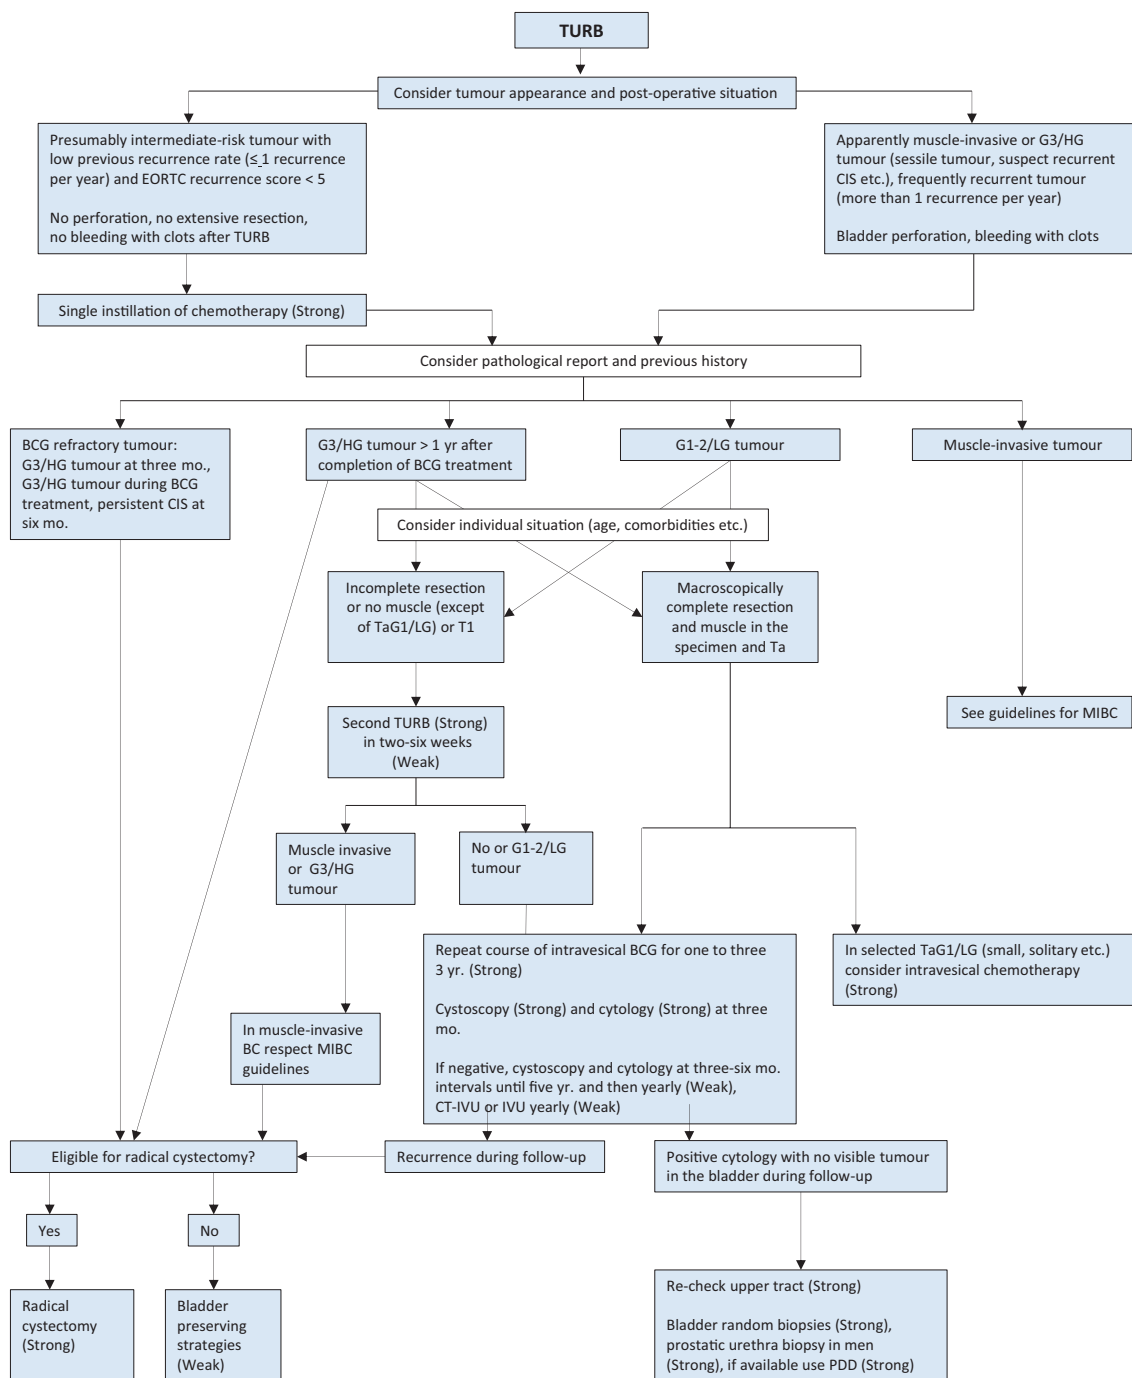 TURB
Consider tumour appearance and post-operative situation
Presumably intermediate-risk tumour with
low previous recurrence rate (≤ 1 recurrence
per year) and EORTC recurrence score < 5
No perforation, no extensive resection,
no bleeding with clots after TURB
Apparently muscle-invasive or G3/HG
tumour (sessile tumour, suspect recurrent
CIS etc.), frequently recurrent tumour
(more than 1 recurrence per year)
Bladder perforation, bleeding with clots
Single instillation of chemotherapy (Strong)
Consider pathological report and previous history
BCG refractory tumour:
G3/HG tumour at three mo.,
G3/HG tumour during BCG
treatment, persistent CIS at
six mo.
G3/HG tumour > 1 yr after
completion of BCG treatment
G1-2/LG tumour
Muscle-invasive tumour
Consider individual situation (age, comorbidities etc.)
Incomplete resection
or no muscle (except
of TaG1/LG) or T1
Macroscopically
complete resection
and muscle in the
specimen and Ta
See guidelines for MIBC
Second TURB (Strong)
in two-six weeks
(Weak)
Muscle invasive
or G3/HG
tumour
No or G1-2/LG
tumour
Repeat course of intravesical BCG for one to three
3 yr. (Strong)
Cystoscopy (Strong) and cytology (Strong) at three
mo.
If negative, cystoscopy and cytology at three-six mo.
intervals until five yr. and then yearly (Weak),
CT-IVU or IVU yearly (Weak)
In selected TaG1/LG (small, solitary etc.)
consider intravesical chemotherapy
(Strong)
In muscle-invasive
BC respect MIBC
guidelines
Eligible for radical cystectomy?
Recurrence during follow-up
Positive cytology with no visible tumour
in the bladder during follow-up
Yes
No
Radical
cystectomy
(Strong)
Bladder
preserving
strategies
(Weak)
Re-check upper tract (Strong)
Bladder random biopsies (Strong),
prostatic urethra biopsy in men
(Strong), if available use PDD (Strong)